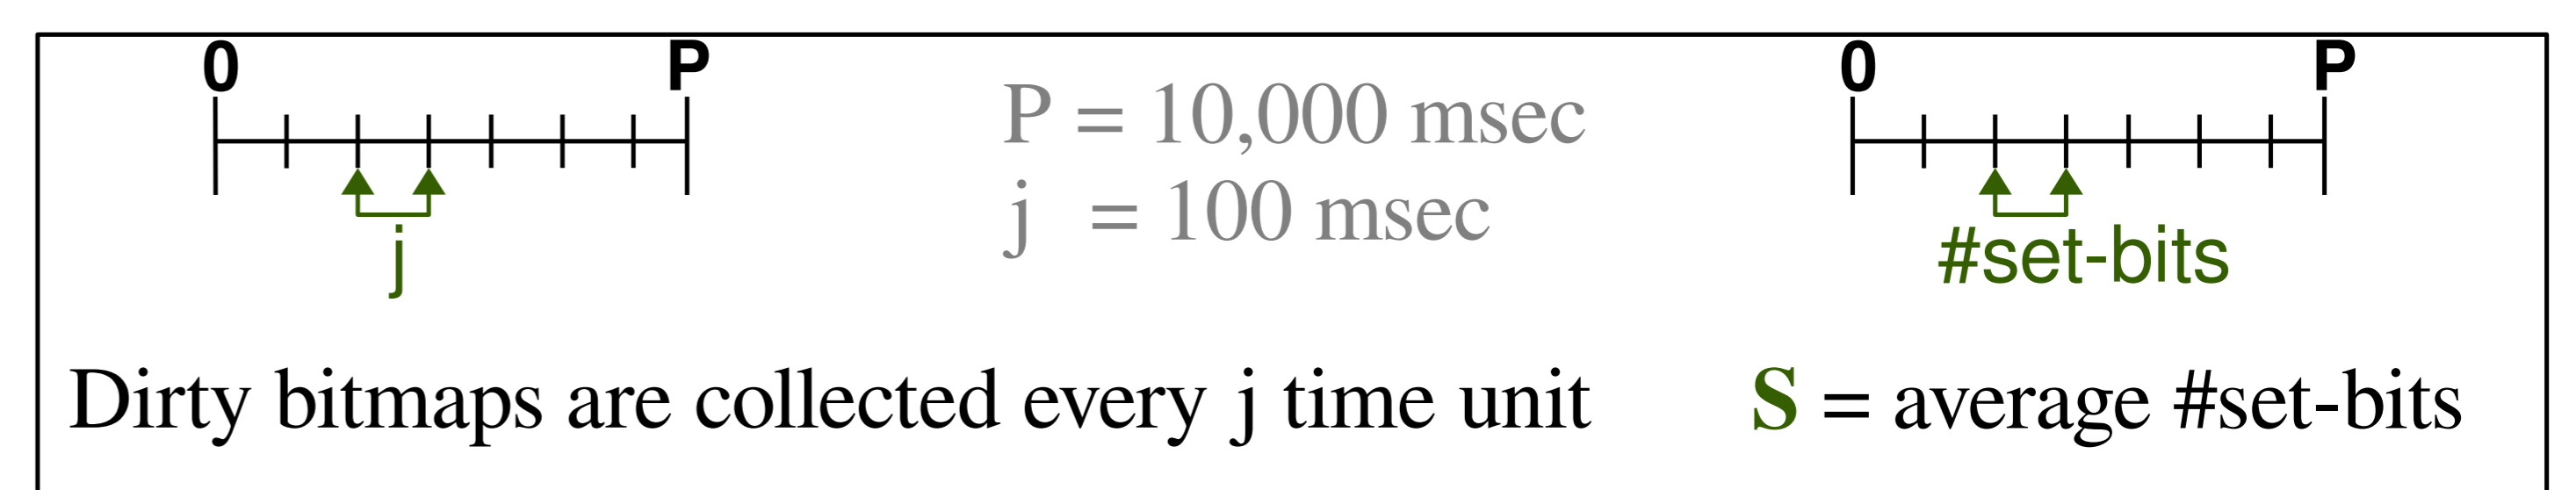 0 P
j
P = 10,000 msec
j = 100 msec
0 P
#set-bits
Dirty bitmaps are collected every j time unit
S = average #set-bits